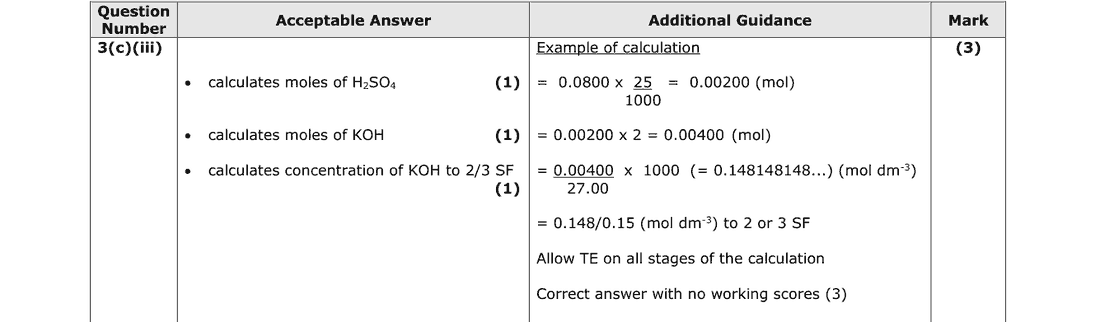 Question Number Acceptable Answer Additional Guidance Mark
3(c)(iii) Example of calculation (3)
• calculates moles of H₂SO₄ (1) = 0.0800 x 25 = 0.00200 (mol)
1000
• calculates moles of KOH (1) = 0.00200 x 2 = 0.00400 (mol)
• calculates concentration of KOH to 2/3 SF = 0.00400 x 1000 (= 0.148148148...) (mol dm⁻³)
(1) 27.00
= 0.148/0.15 (mol dm⁻³) to 2 or 3 SF
Allow TE on all stages of the calculation
Correct answer with no working scores (3)